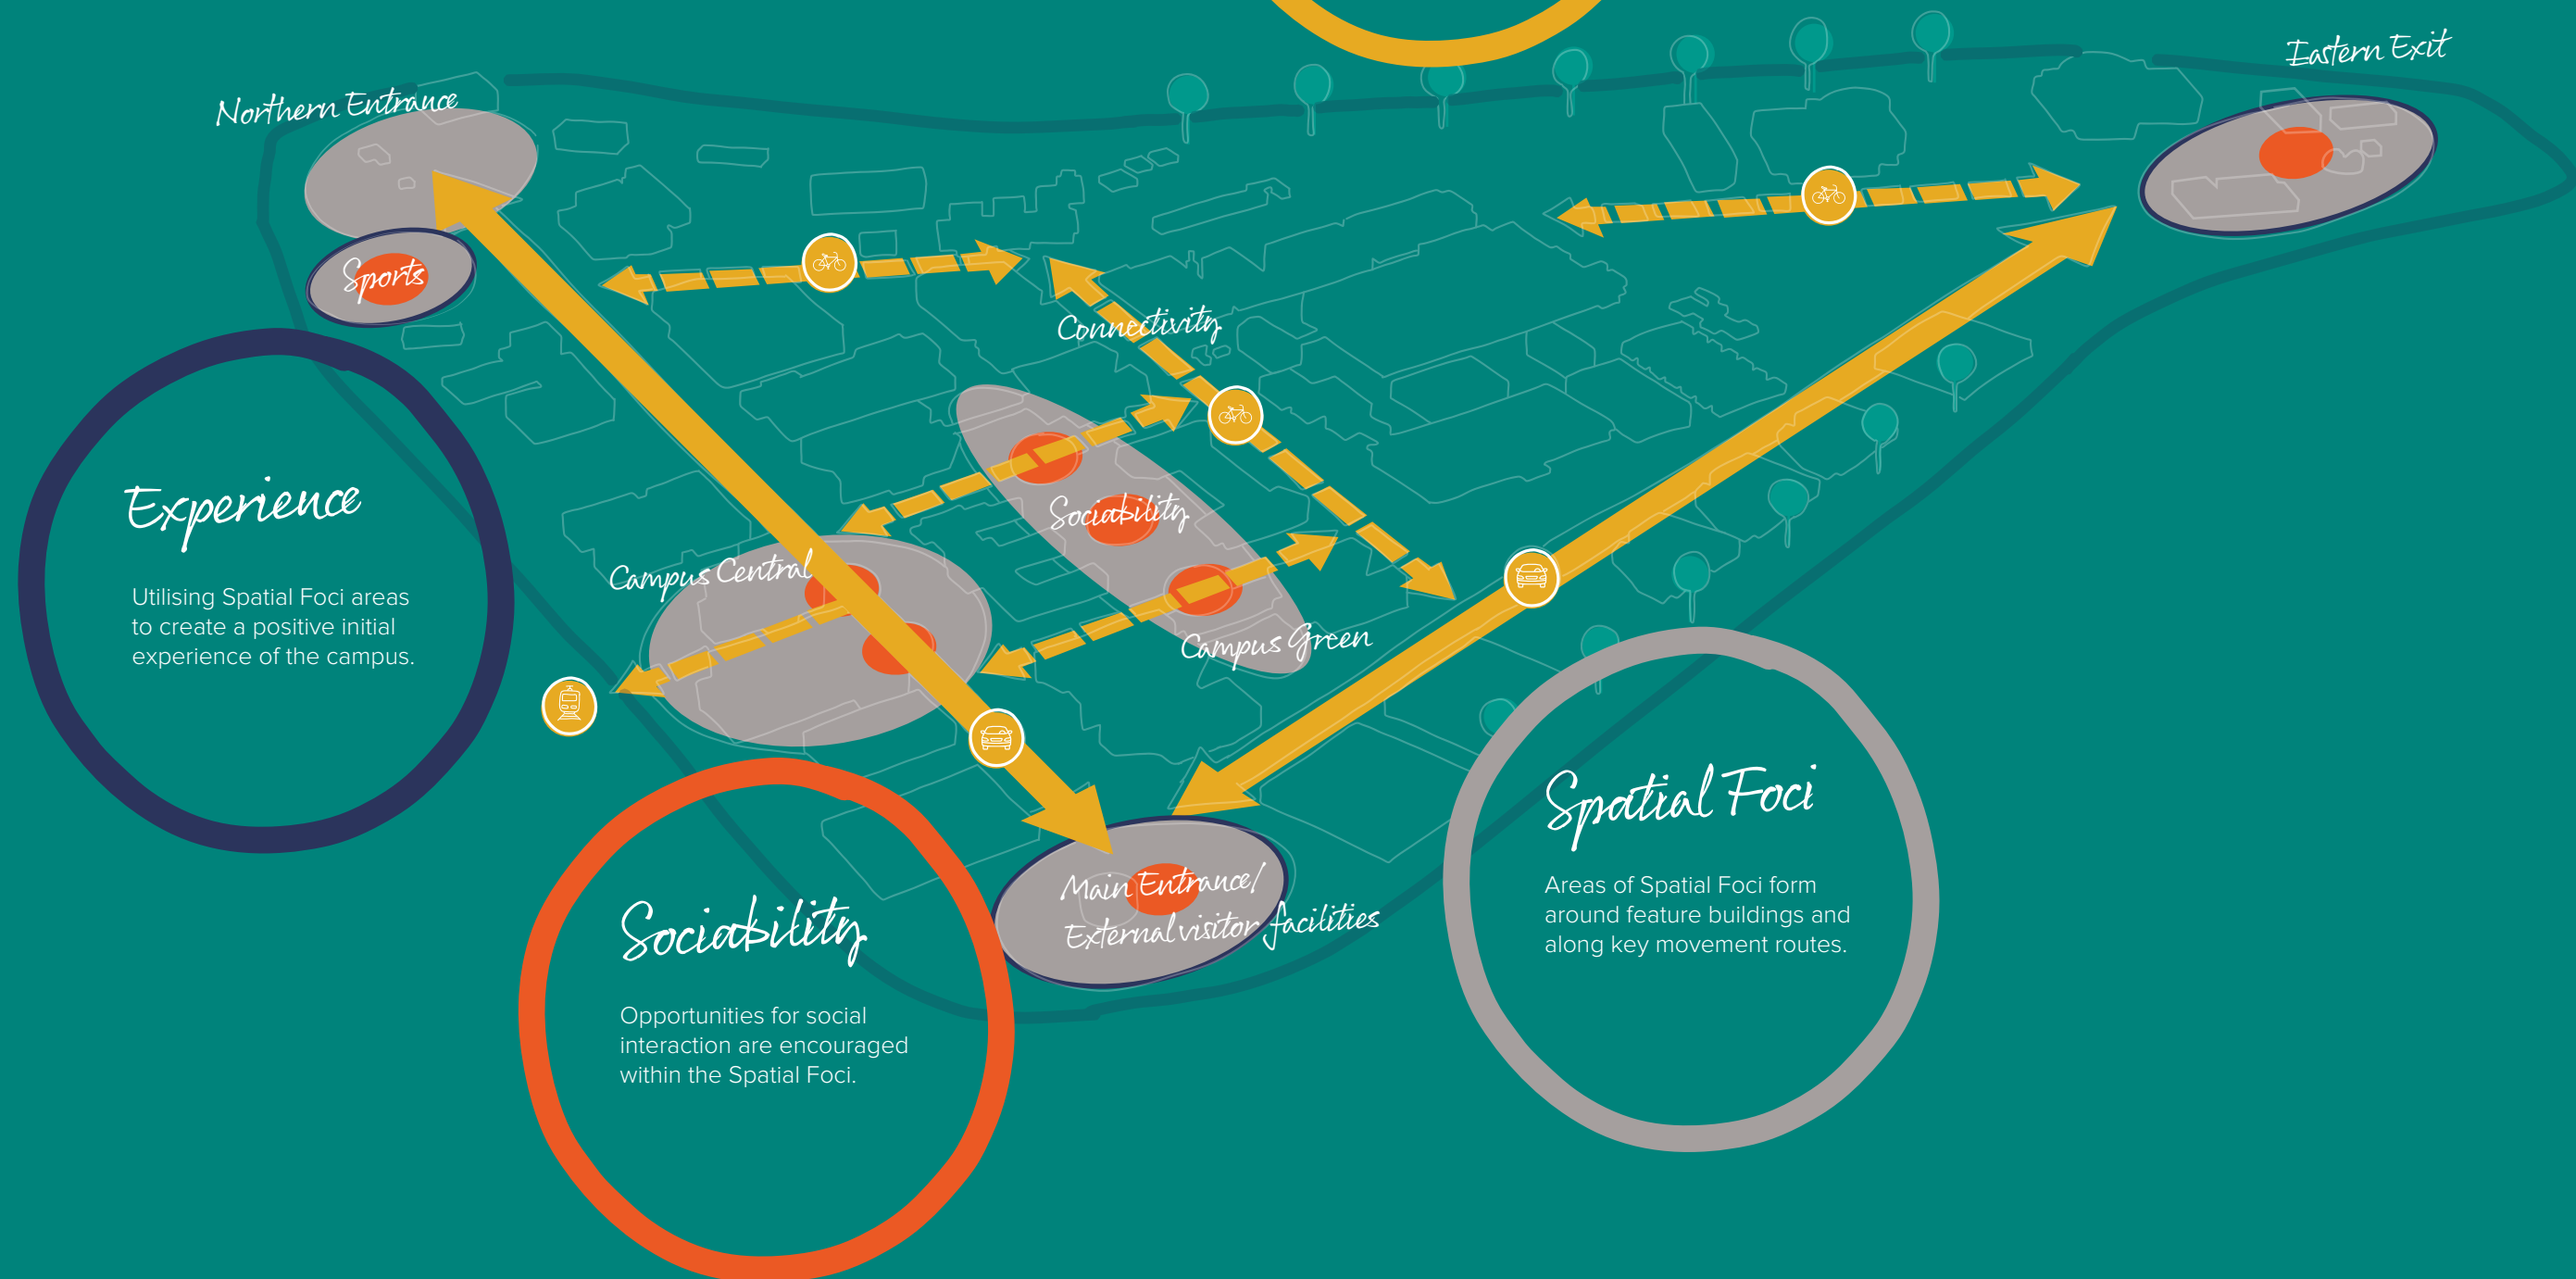 Eastern Exit
Northern Entrance
Sports
Connectivity
Sociability
Campus Central
Campus Green
Experience
Utilising Spatial Foci areas
to create a positive initial
experience of the campus.
Main Entrance/
External visitor facilities
Sociability
Opportunities for social
interaction are encouraged
within the Spatial Foci.
Spatial Foci
Areas of Spatial Foci form
around feature buildings and
along key movement routes.